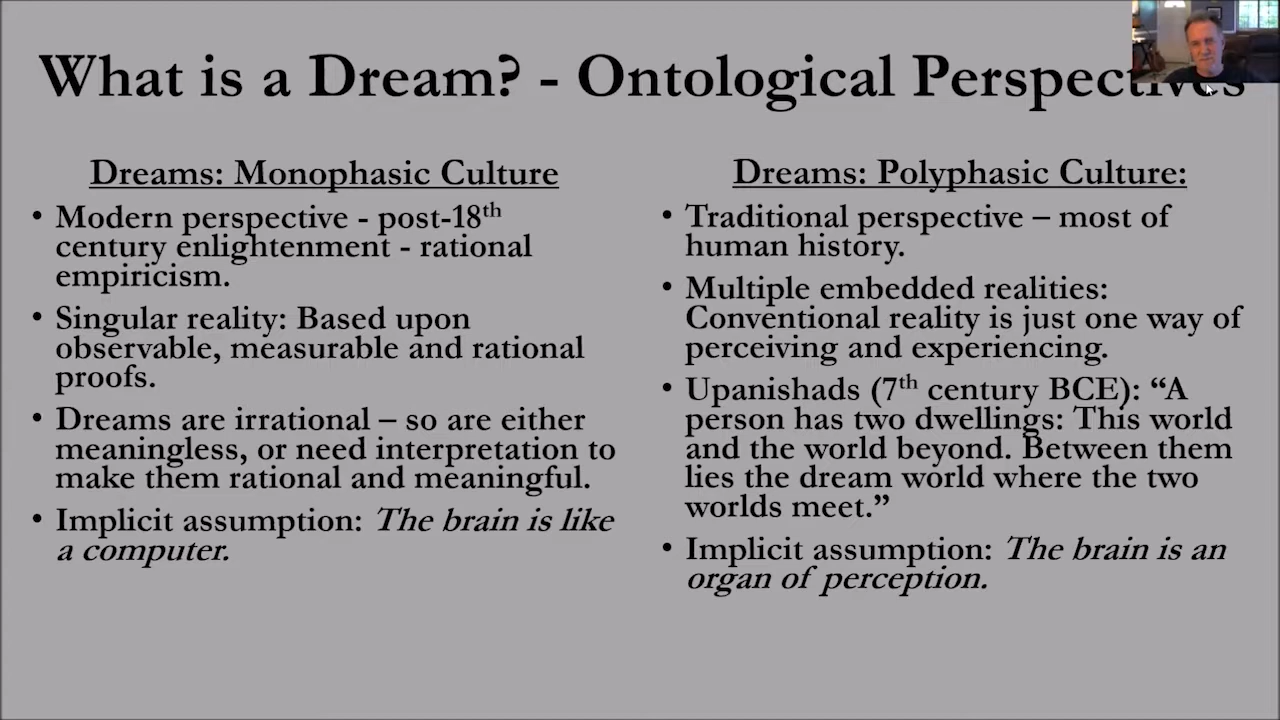 What is a Dream? - Ontological Perspectives
Dreams: Monophasic Culture
• Modern perspective - post-18th
century enlightenment - rational
empiricism.
• Singular reality: Based upon
observable, measurable and rational
proofs.
• Dreams are irrational – so are either
meaningless, or need interpretation to
make them rational and meaningful.
• Implicit assumption: The brain is like
a computer.
Dreams: Polyphasic Culture:
• Traditional perspective – most of
human history.
• Multiple embedded realities:
Conventional reality is just one way of
perceiving and experiencing.
• Upanishads (7th century BCE): “A
person has two dwellings: This world
and the world beyond. Between them
lies the dream world where the two
worlds meet.”
• Implicit assumption: The brain is an
organ of perception.